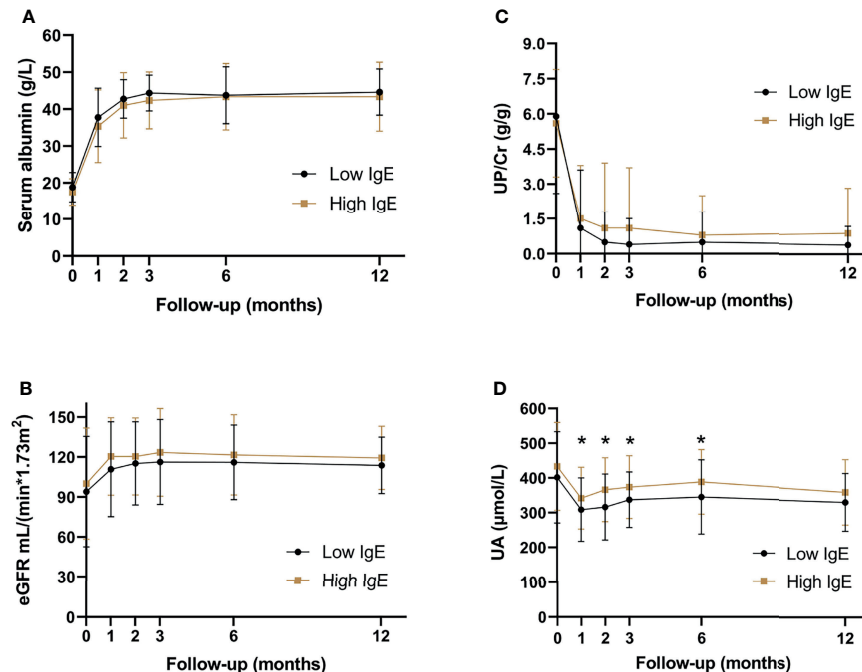 A
Serum albumin (g/L)
60
50
40
30
20
10
0
Low IgE
High IgE
0 1 2 3 6 12
Follow-up (months)
C
UP/Cr (g/g)
9.0
7.5
6.0
4.5
3.0
1.5
0.0
Low IgE
High IgE
0 1 2 3 6 12
Follow-up (months)
B
eGFR mL/(min*1.73m²)
150
120
90
60
30
0
Low IgE
High IgE
0 1 2 3 6 12
Follow-up (months)
D
UA (μmol/L)
600
500
400
300
200
100
0
* * * *
Low IgE
High IgE
0 1 2 3 6 12
Follow-up (months)